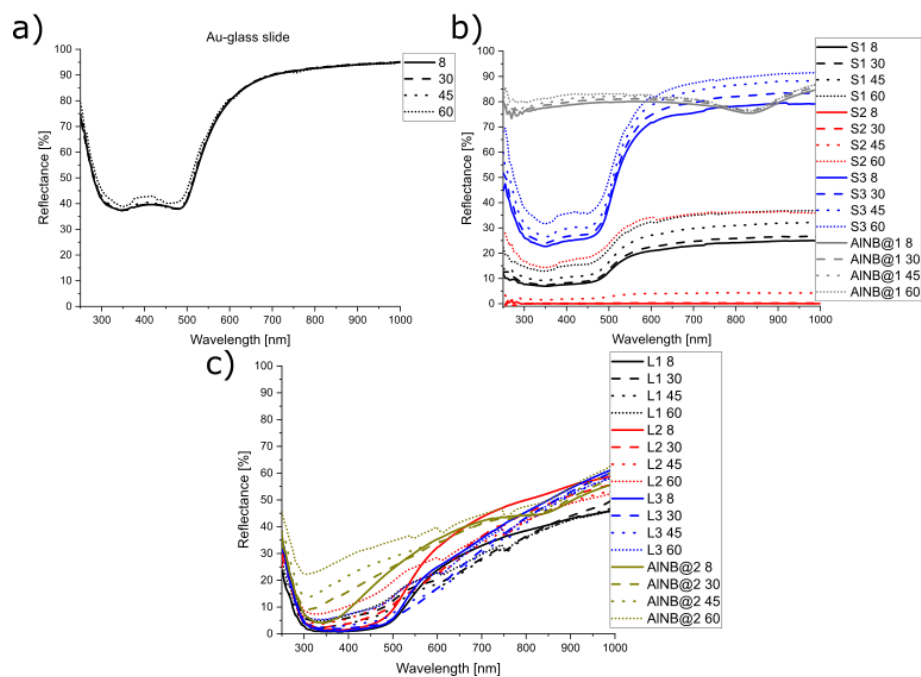 a)
Au-glass slide
100
90
80
70
60
50
40
30
20
10
0
Reflectance [%]
300 400 500 600 700 800 900 1000
Wavelength [nm]
8
30
45
60
b)
100
90
80
70
60
50
40
30
20
10
0
Reflectance [%]
300 400 500 600 700 800 900 1000
Wavelength [nm]
S1 8
S1 30
S1 45
S1 60
S2 8
S2 30
S2 45
S2 60
S3 8
S3 30
S3 45
S3 60
AlNB@1 8
AlNB@1 30
AlNB@1 45
AlNB@1 60
c)
100
90
80
70
60
50
40
30
20
10
0
Reflectance [%]
300 400 500 600 700 800 900 1000
Wavelength [nm]
L1 8
L1 30
L1 45
L1 60
L2 8
L2 30
L2 45
L2 60
L3 8
L3 30
L3 45
L3 60
AlNB@2 8
AlNB@2 30
AlNB@2 45
AlNB@2 60